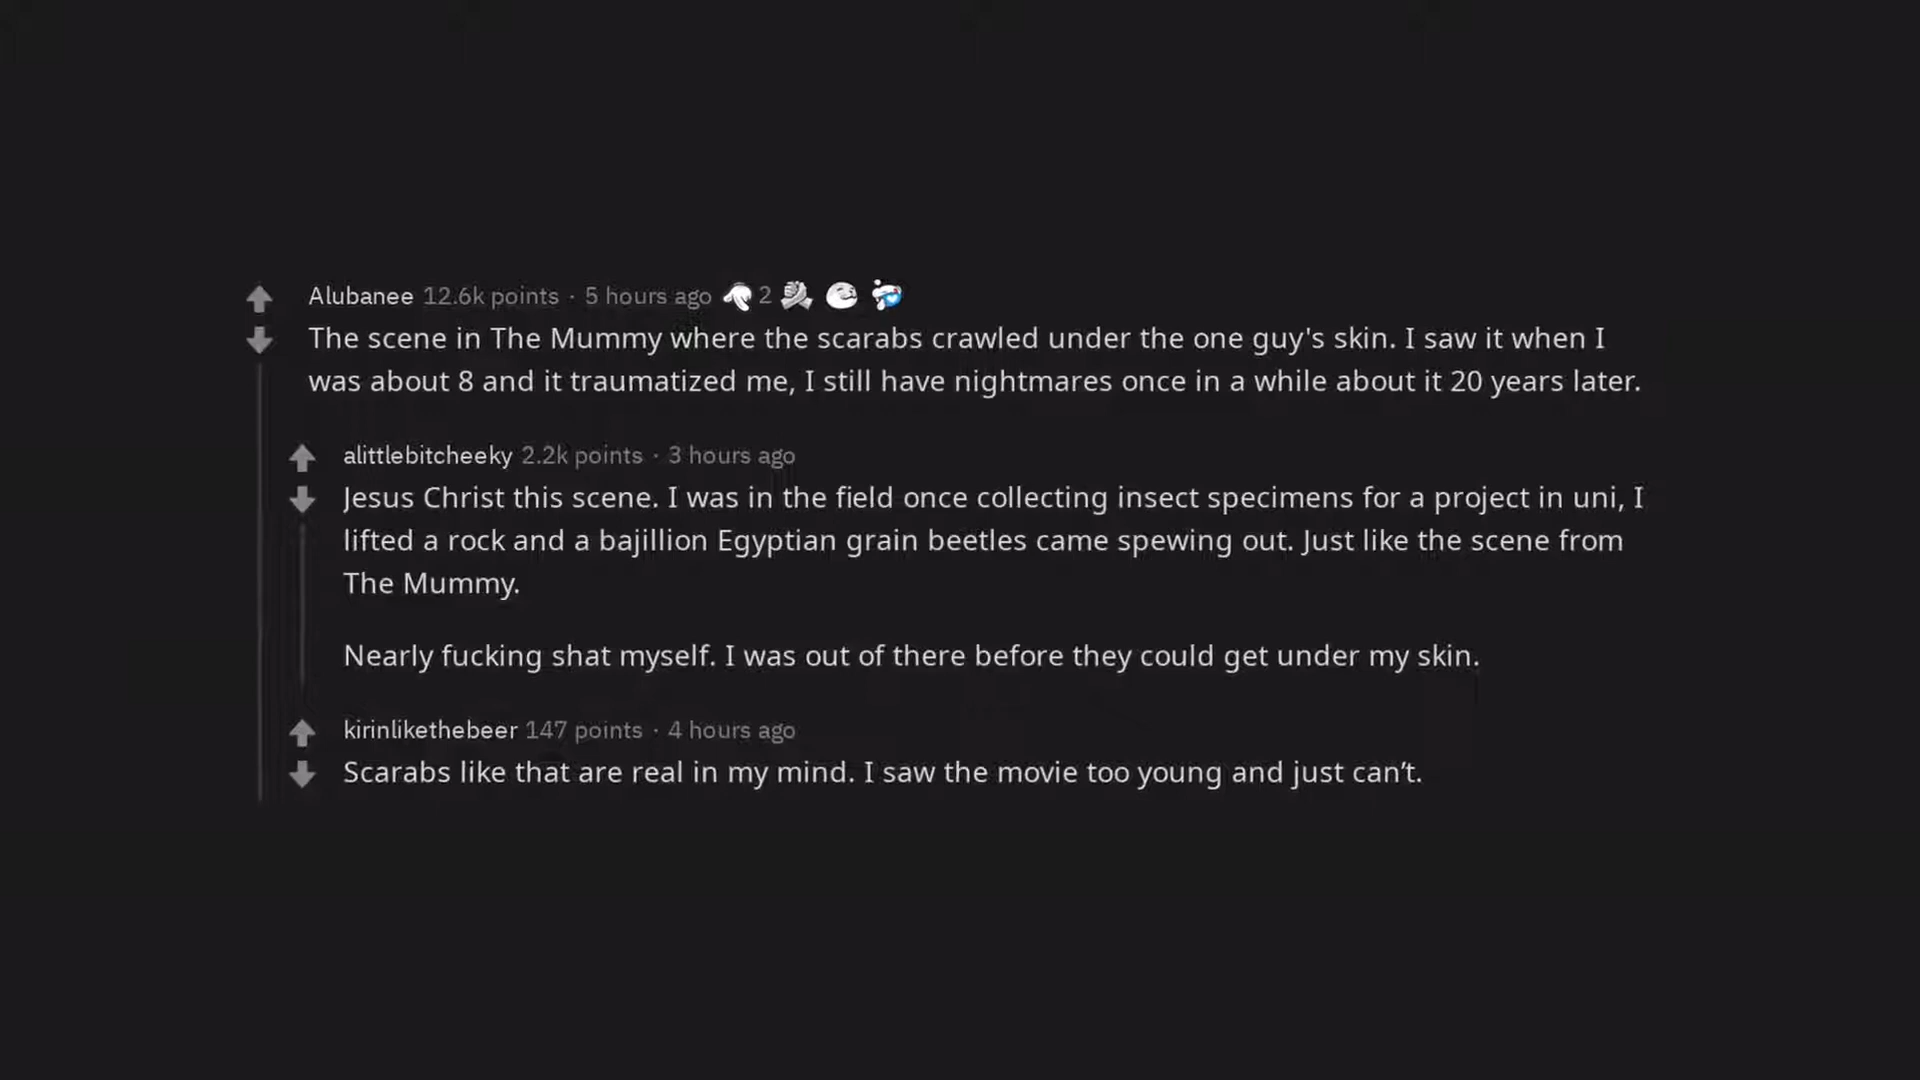 Alubanee 12.6k points · 5 hours ago 2
The scene in The Mummy where the scarabs crawled under the one guy's skin. I saw it when I
was about 8 and it traumatized me, I still have nightmares once in a while about it 20 years later.
alittlebitcheeky 2.2k points · 3 hours ago
Jesus Christ this scene. I was in the field once collecting insect specimens for a project in uni, I
lifted a rock and a bajillion Egyptian grain beetles came spewing out. Just like the scene from
The Mummy.
Nearly fucking shat myself. I was out of there before they could get under my skin.
kirinlikethebeer 147 points · 4 hours ago
Scarabs like that are real in my mind. I saw the movie too young and just can’t.